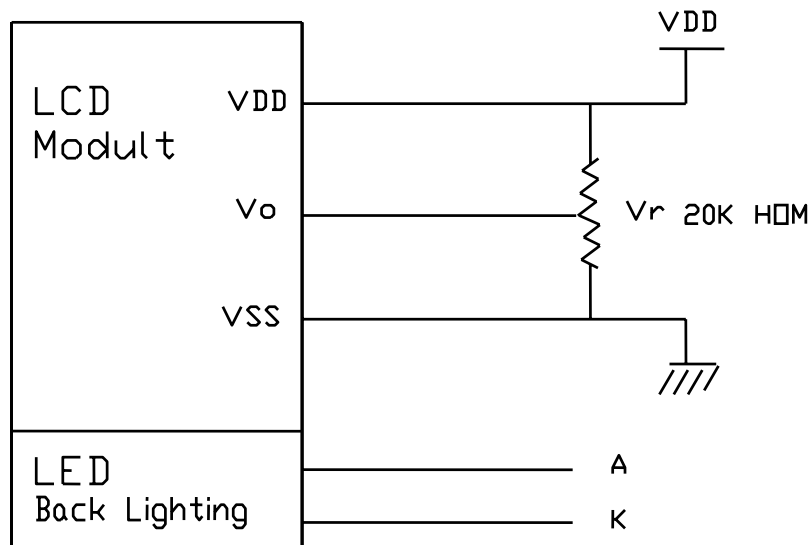 VDD
LCD
VDD
Modult
Vo
Vr 20K HOM
VSS
LED
A
Back Lighting
K